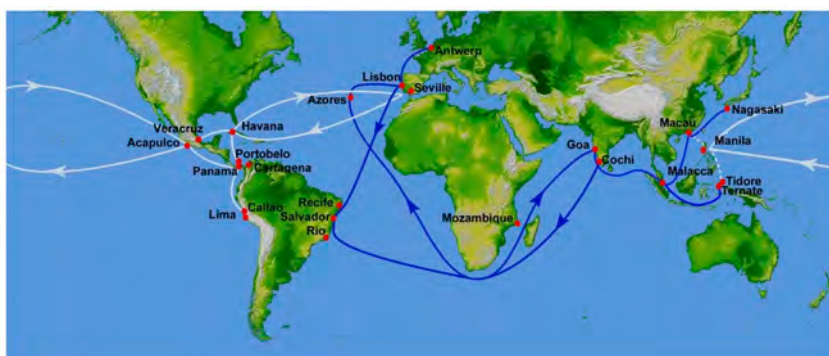 Antwerp
Lisbon
Seville
Azores
Nagasaki
Macau
Veracruz
Havana
Manila
Acapulco
Goa
Portobelo
Cochi
Panama
Cartagena
Malacca
Tidore
Ternate
Recife
Callao
Lima
Salvador
Mozambique
Rio